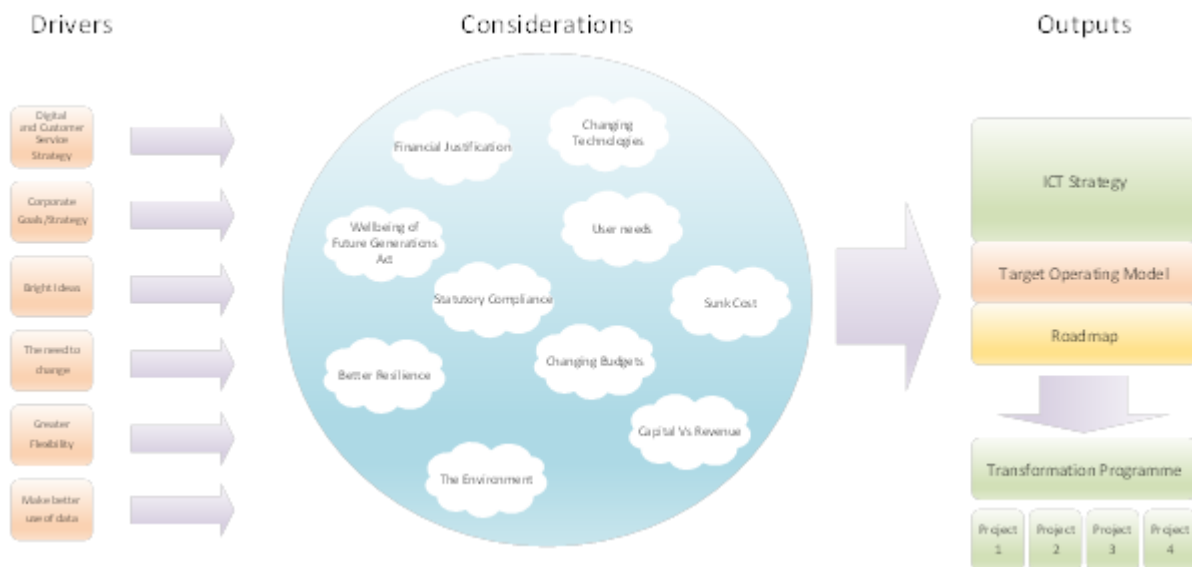 Drivers
Considerations
Outputs
Digital
and Customer
Service
Strategy
Corporate
Goals/Strategy
Bright Ideas
The need to
change
Greater
Flexibility
Make better
use of data
Financial Justification
Changing
Technologies
Wellbeing of
Future Generations
Act
User needs
Statutory Compliance
Sunk Cost
Changing Budgets
Better Resilience
Capital Vs Revenue
The Environment
ICT Strategy
Target Operating Model
Roadmap
Transformation Programme
Project
1
Project
2
Project
3
Project
4